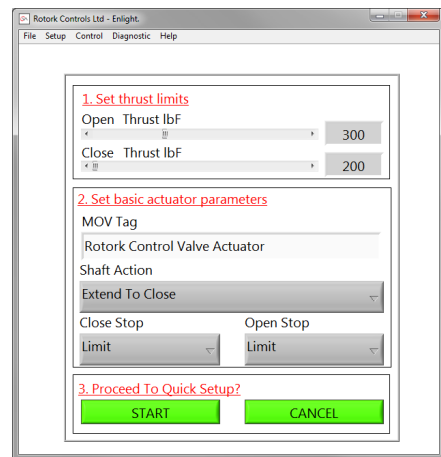 Rotork Controls Ltd - Enlight.
File Setup Control Diagnostic Help
1. Set thrust limits
Open Thrust lbF
300
Close Thrust lbF
200
2. Set basic actuator parameters
MOV Tag
Rotork Control Valve Actuator
Shaft Action
Extend To Close
Close Stop Open Stop
Limit Limit
3. Proceed To Quick Setup?
START CANCEL